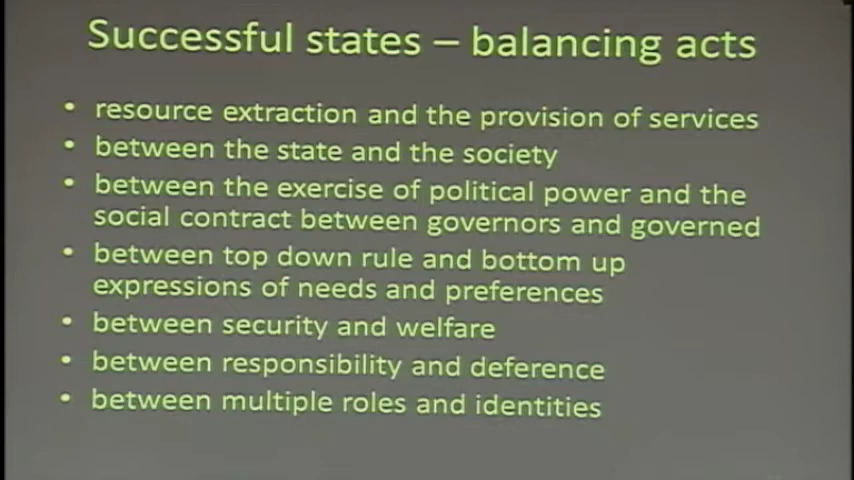 Successful states – balancing acts
• resource extraction and the provision of services
• between the state and the society
• between the exercise of political power and the
social contract between governors and governed
• between top down rule and bottom up
expressions of needs and preferences
• between security and welfare
• between responsibility and deference
• between multiple roles and identities